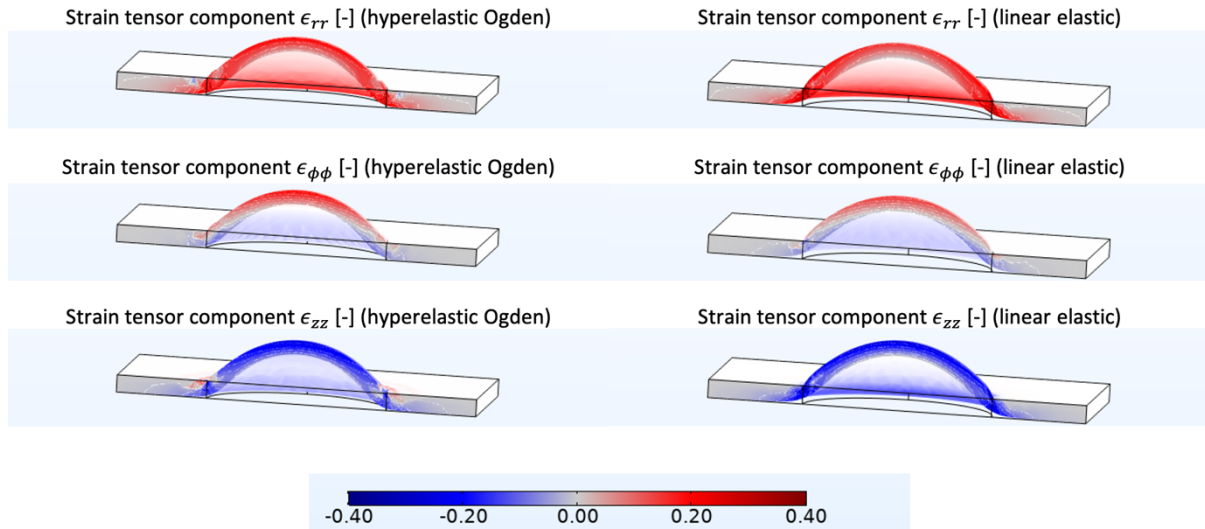 Strain tensor component ϵ_rr [-] (hyperelastic Ogden)
Strain tensor component ϵ_rr [-] (linear elastic)
Strain tensor component ϵ_ϕϕ [-] (hyperelastic Ogden)
Strain tensor component ϵ_ϕϕ [-] (linear elastic)
Strain tensor component ϵ_zz [-] (hyperelastic Ogden)
Strain tensor component ϵ_zz [-] (linear elastic)
-0.40 -0.20 0.00 0.20 0.40